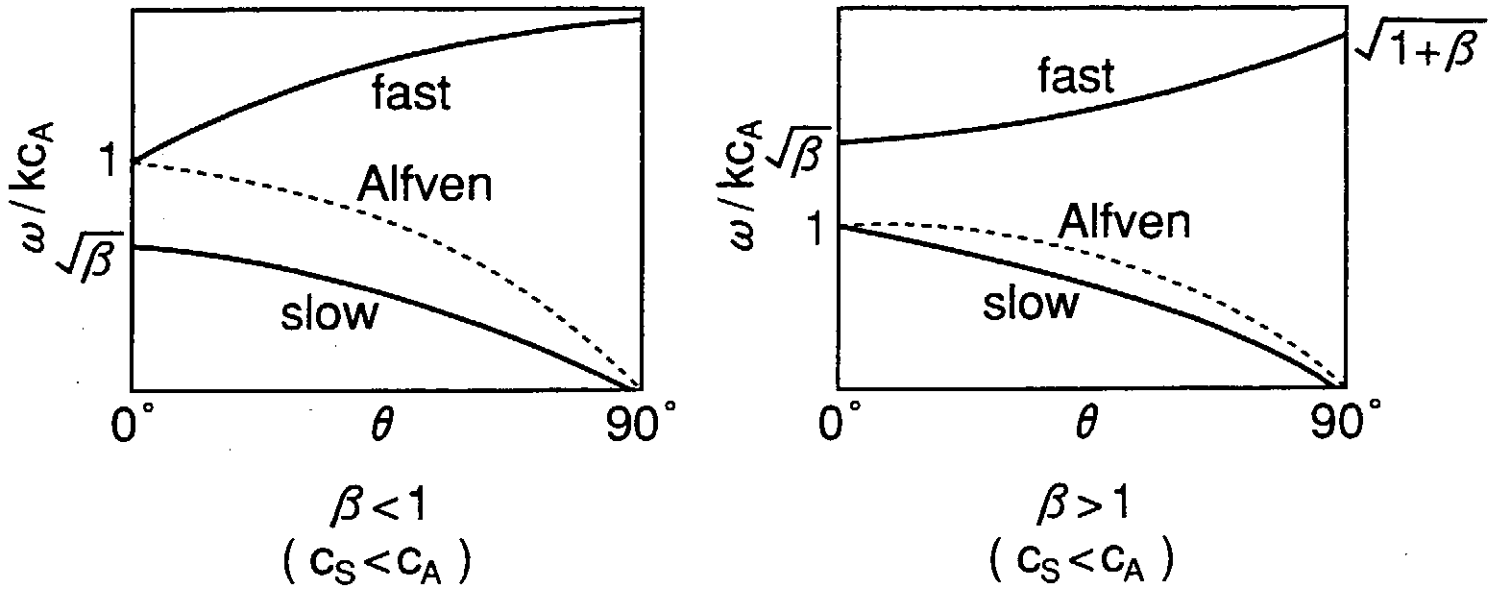 fast
Alfven
slow
ω/kc_A
1
√β
0°
θ
90°
β<1
( c_S<c_A )
fast
Alfven
slow
ω/kc_A
√β
1
√1+β
0°
θ
90°
β>1
( c_S<c_A )